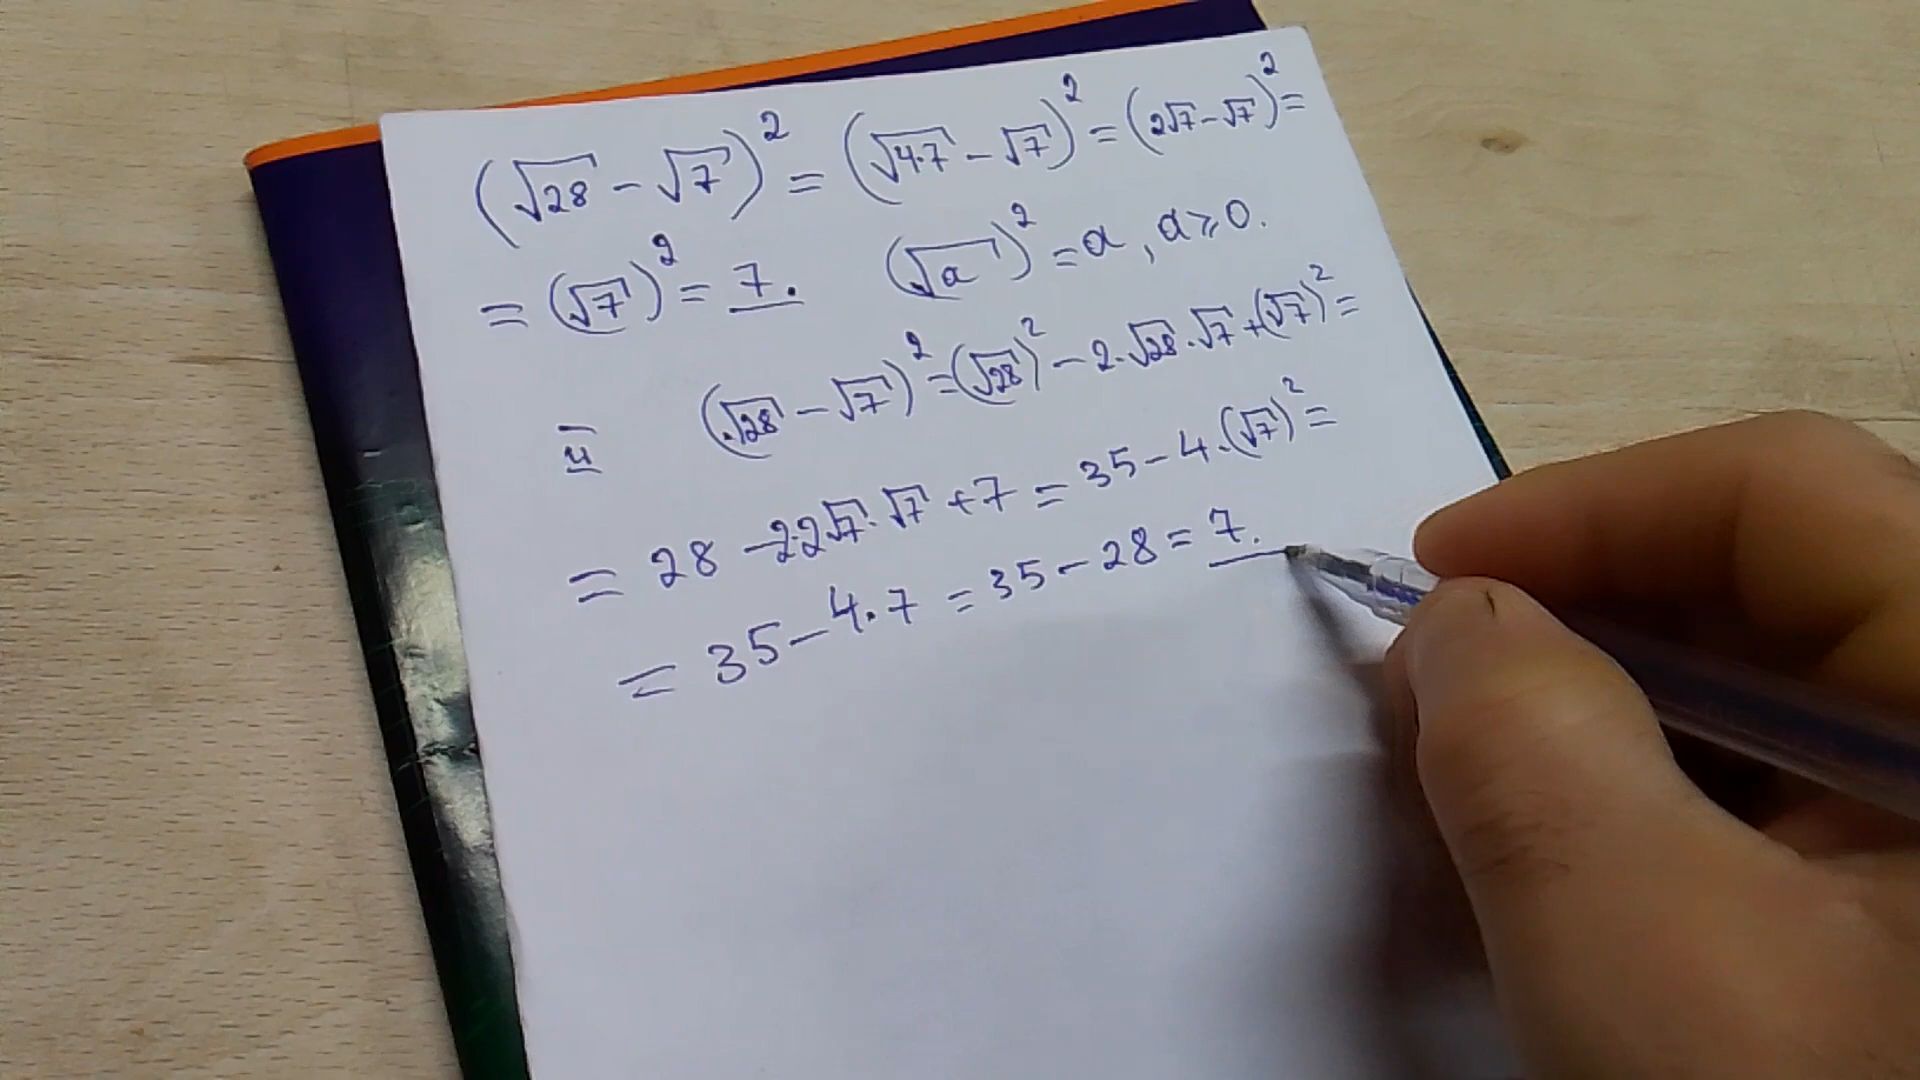 (√28 - √7)² = (√4·7 - √7)² = (2√7 - √7)² =
= (√7)² = 7. (√a)² = a, a ⩾ 0.
(√28 - √7)² = (√28)² - 2·√28·√7 + (√7)² =
= 28 - 2·2√7·√7 + 7 = 35 - 4·(√7)² =
= 35 - 4·7 = 35 - 28 = 7.